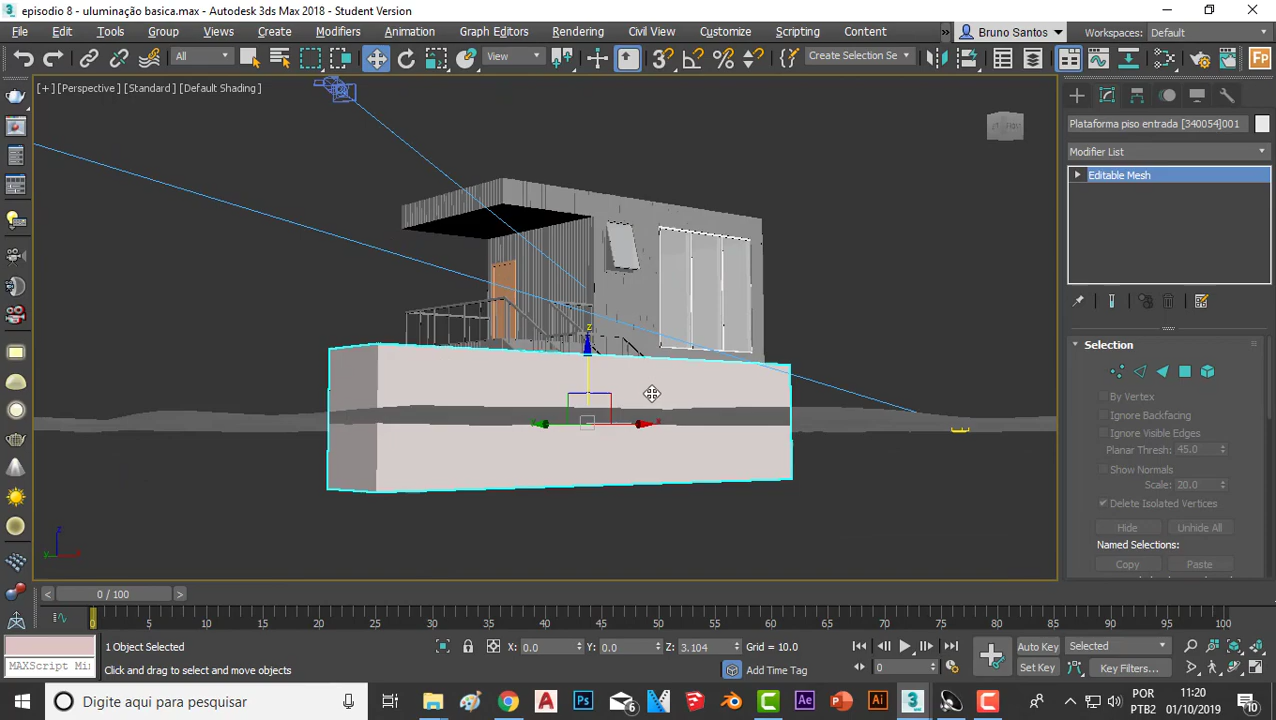 episodio 8 - uluminação basica.max - Autodesk 3ds Max 2018 - Student Version
File Edit Tools Group Views Create Modifiers Animation Graph Editors Rendering Civil View Customize Scripting Content » Bruno Santos Workspaces: Default
All View Create Selection Se Fp
[+] [Perspective] [Standard] [Default Shading]
Plataforma piso entrada [340054]001
Modifier List
Editable Mesh
Selection
By Vertex
Ignore Backfacing
Ignore Visible Edges
Planar Thresh: 45.0
Show Normals
Scale: 20.0
Delete Isolated Vertices
Hide Unhide All
Named Selections:
Copy Paste
z
x
y
z
y
0 / 100
0 5 10 15 20 25 30 35 40 45 50 55 60 65 70 75 80 85 90 95 100
1 Object Selected X: 0.0 Y: 0.0 Z: 3.104 Grid = 10.0 Auto Key Selected
MAXScript Mi Click and drag to select and move objects Add Time Tag 0 Set Key Key Filters...
Digite aqui para pesquisar 6 POR 11:20
PTB2 01/10/2019 10